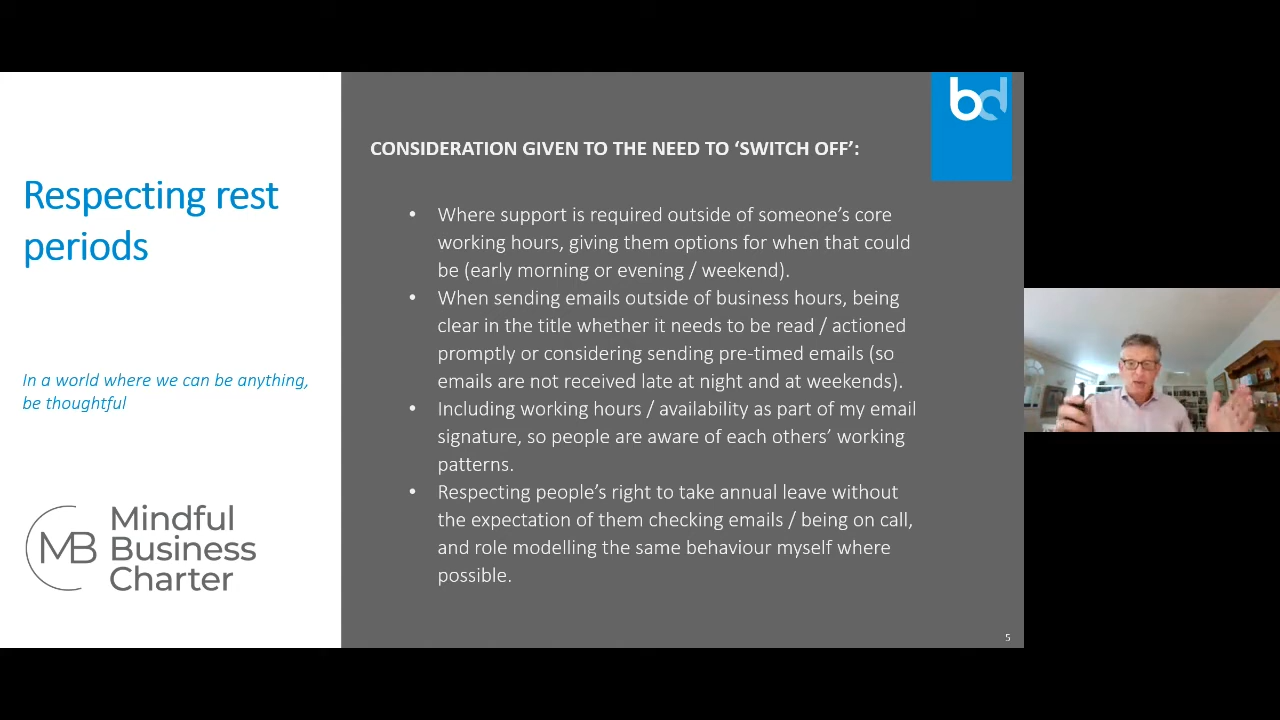 Respecting rest
periods
In a world where we can be anything,
be thoughtful
MB
Mindful
Business
Charter
bd
CONSIDERATION GIVEN TO THE NEED TO ‘SWITCH OFF’:
• Where support is required outside of someone’s core
working hours, giving them options for when that could
be (early morning or evening / weekend).
• When sending emails outside of business hours, being
clear in the title whether it needs to be read / actioned
promptly or considering sending pre-timed emails (so
emails are not received late at night and at weekends).
• Including working hours / availability as part of my email
signature, so people are aware of each others’ working
patterns.
• Respecting people’s right to take annual leave without
the expectation of them checking emails / being on call,
and role modelling the same behaviour myself where
possible.
5